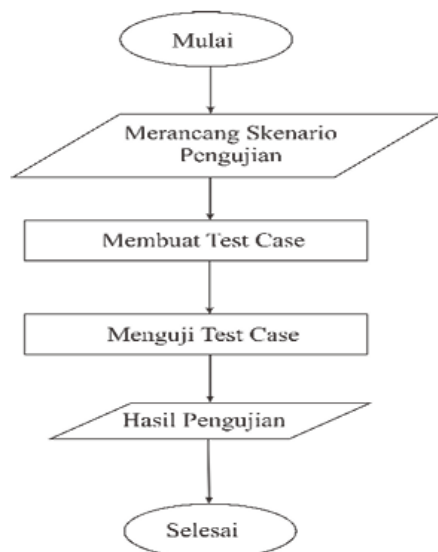 Mulai
Merancang Skenario
Pengujian
Membuat Test Case
Menguji Test Case
Hasil Pengujian
Selesai